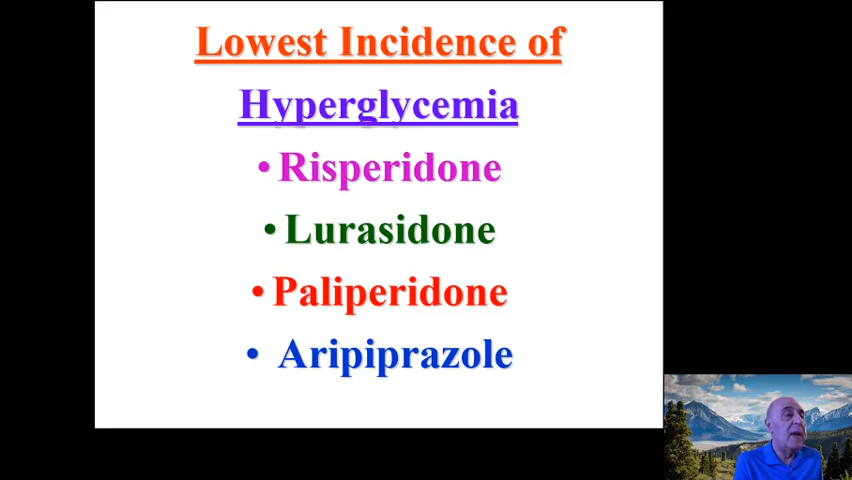 Lowest Incidence of
Hyperglycemia
• Risperidone
• Lurasidone
• Paliperidone
• Aripiprazole